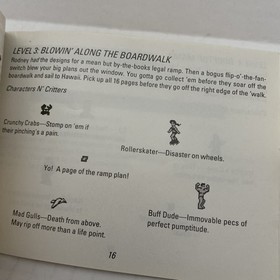 LEVEL 3: BLOWIN' ALONG THE BOARDWALK
Rodney had the designs for a mean but by-the-books legal ramp. Then a bogus flip-o'-the-fan-
switch blew your big plans out the window. You gotta collect 'em before they soar off the
boardwalk and sail to Hawaii. Pick up all 16 pages before they go off the right edge of the 'walk.
Characters N' Critters
Crunchy Crabs—Stomp on 'em if
their pinching's a pain.
Rollerskater—Disaster on wheels.
Yo! A page of the ramp plan!
Mad Gulls—Death from above.
May rip off more than a life point.
Buff Dude—Immovable pecs of
perfect pumptitude.
16